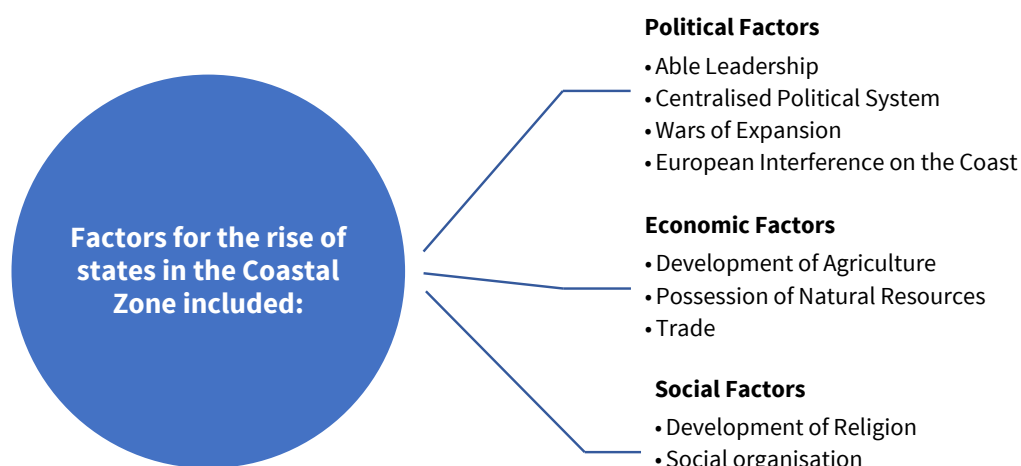 Factors for the rise of
states in the Coastal
Zone included:
Political Factors
• Able Leadership
• Centralised Political System
• Wars of Expansion
• European Interference on the Coast
Economic Factors
• Development of Agriculture
• Possession of Natural Resources
• Trade
Social Factors
• Development of Religion
• Social organisation